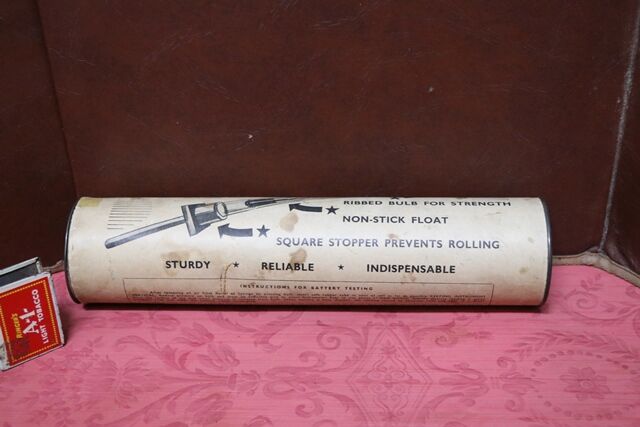 RIBBED BULB FOR STRENGTH
NON-STICK FLOAT
SQUARE STOPPER PREVENTS ROLLING
STURDY ★ RELIABLE ★ INDISPENSABLE
INSTRUCTIONS FOR BATTERY TESTING
A-1
LIGHT TOBACCO